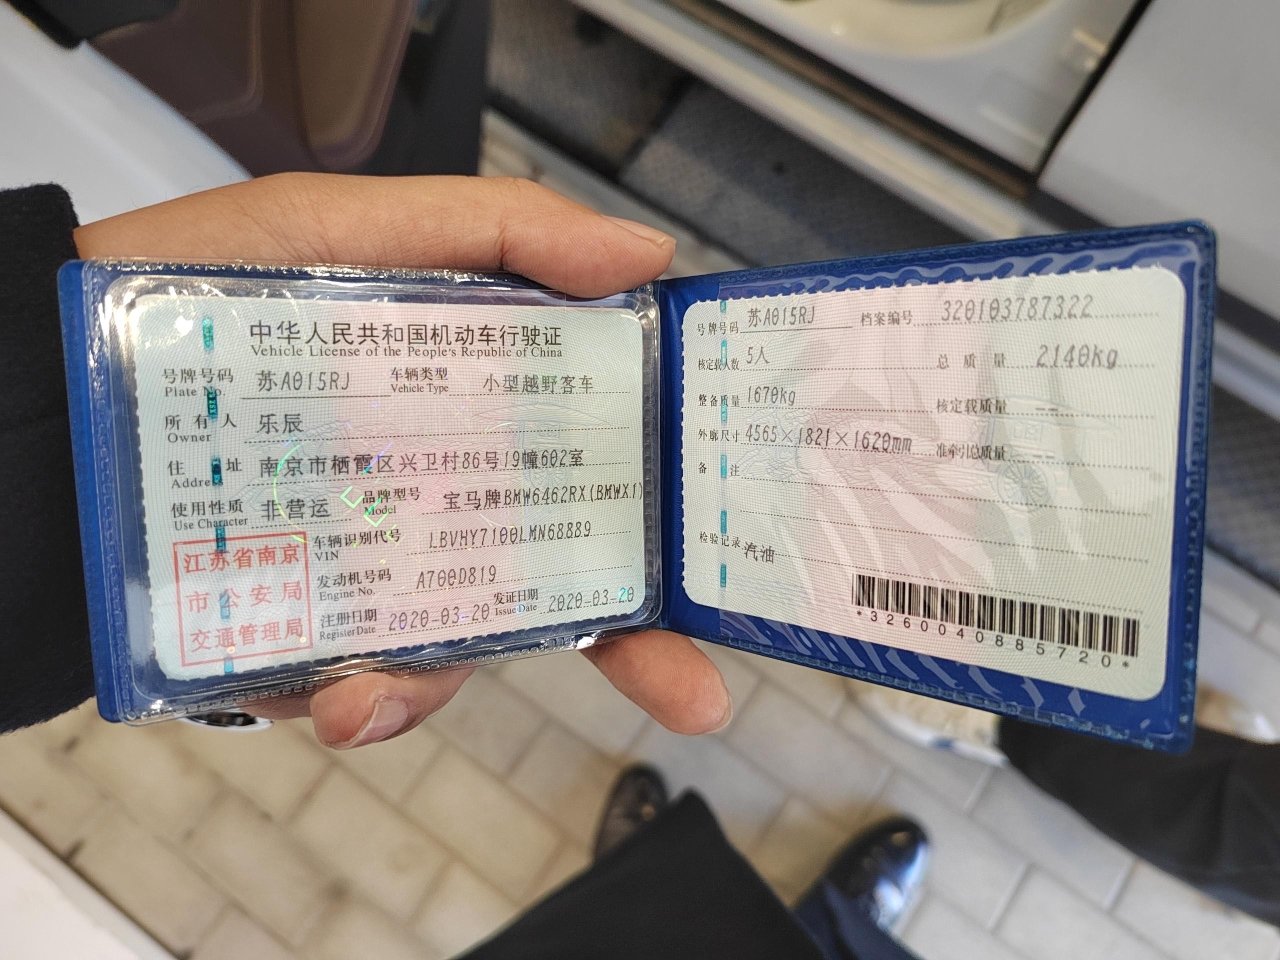 中华人民共和国机动车行驶证
Vehicle License of the People's Republic of China
号牌号码 苏A015RJ 车辆类型 小型越野客车
Plate No. Vehicle Type
所有人 乐辰
Owner
住址 南京市栖霞区兴卫村86号19幢602室
Address
使用性质 非营运 品牌型号 宝马牌BMW6462RX(BMWX1)
Use Character Model
江苏省南京
市公安局
交通管理局
车辆识别代号 LBVHY7100LMN68889
VIN
发动机号码 A700D819
Engine No.
注册日期 2020-03-20 发证日期 2020-03-20
Register Date Issue Date
号牌号码 苏A015RJ 档案编号 320103787322
核定载人数 5人 总质量 2140kg
整备质量 1670kg 核定载质量 --
外廓尺寸 4565×1821×1620mm 准牵引总质量 --
备注
检验记录 汽油
*3260040885720*